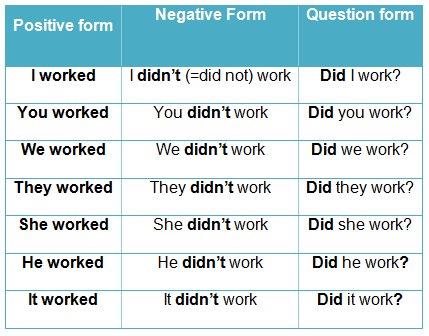 Positive form Negative Form Question form
I worked I didn't (=did not) work Did I work?
You worked You didn't work Did you work?
We worked We didn't work Did we work?
They worked They didn't work Did they work?
She worked She didn't work Did she work?
He worked He didn't work Did he work?
It worked It didn't work Did it work?